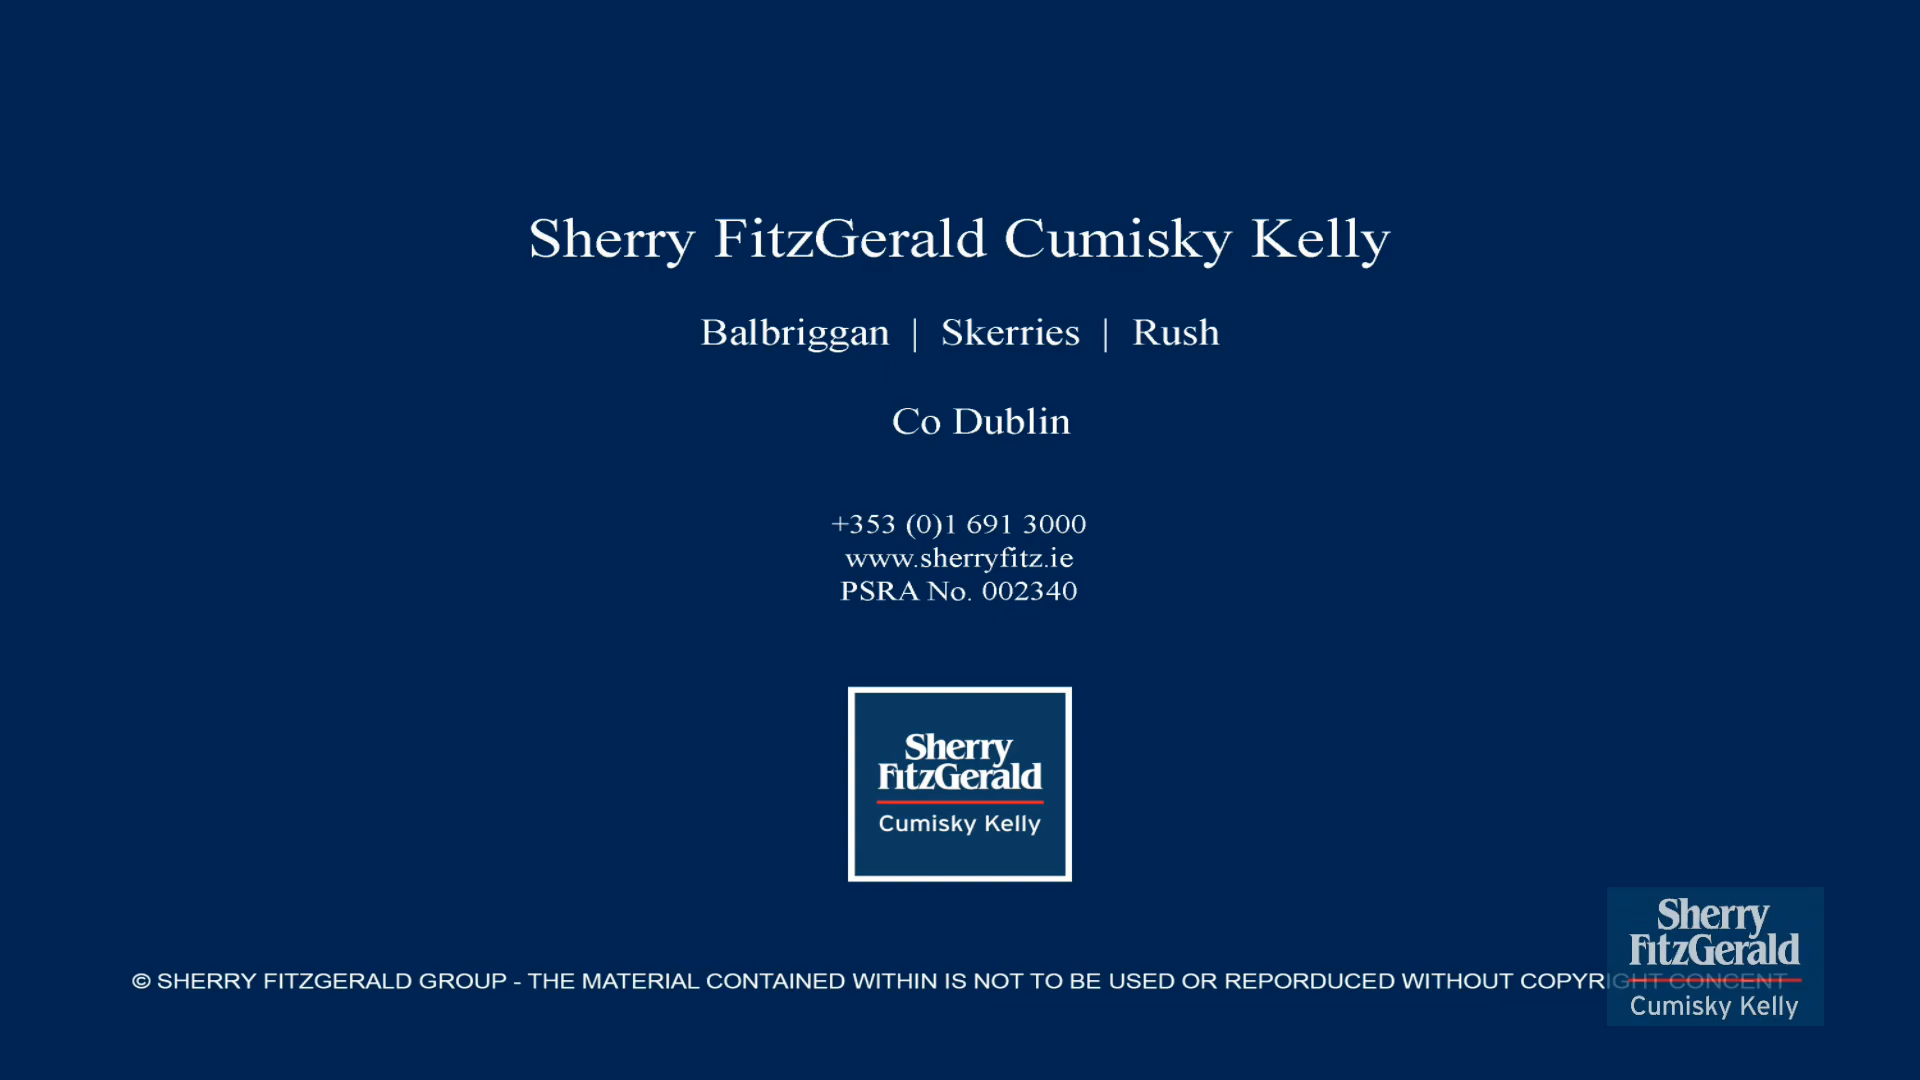 Sherry FitzGerald Cumisky Kelly
Balbriggan | Skerries | Rush
Co Dublin
+353 (0)1 691 3000
www.sherryfitz.ie
PSRA No. 002340
Sherry
FitzGerald
Cumisky Kelly
© SHERRY FITZGERALD GROUP - THE MATERIAL CONTAINED WITHIN IS NOT TO BE USED OR REPORDUCED WITHOUT COPYRIGHT CONCENT
Sherry
FitzGerald
Cumisky Kelly